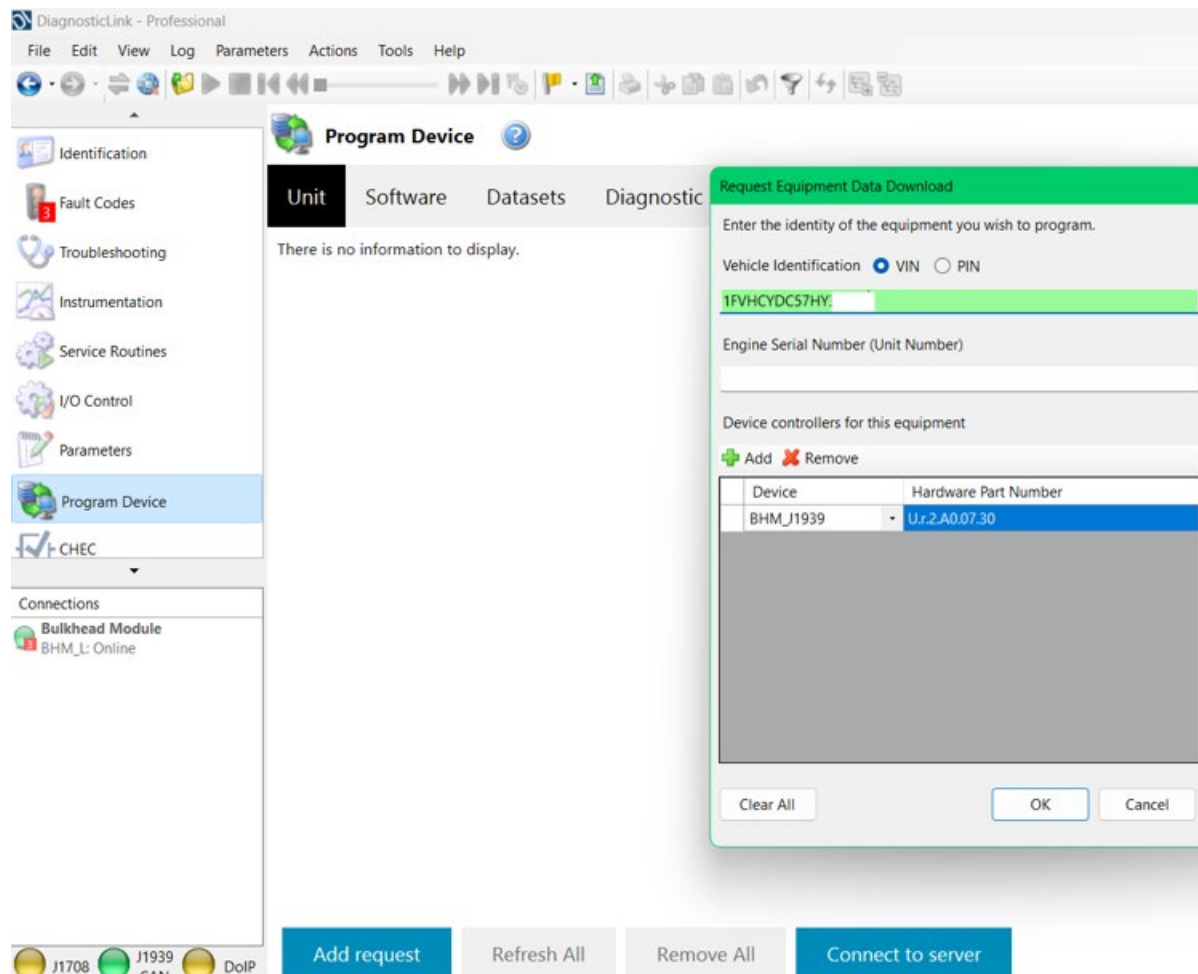 DiagnosticLink - Professional
File Edit View Log Parameters Actions Tools Help
Identification
3
Fault Codes
Troubleshooting
Instrumentation
Service Routines
I/O Control
Parameters
Program Device
CHEC
Connections
3
Bulkhead Module
BHM_L: Online
J1708
J1939
CAN
DoIP
Program Device
Unit Software Datasets Diagnostic
There is no information to display.
Request Equipment Data Download
Enter the identity of the equipment you wish to program.
Vehicle Identification VIN PIN
1FVHCYDC57HY
Engine Serial Number (Unit Number)
Device controllers for this equipment
Add Remove
Device Hardware Part Number
BHM_J1939 U.r.2.A0.07.30
Clear All OK Cancel
Add request Refresh All Remove All Connect to server